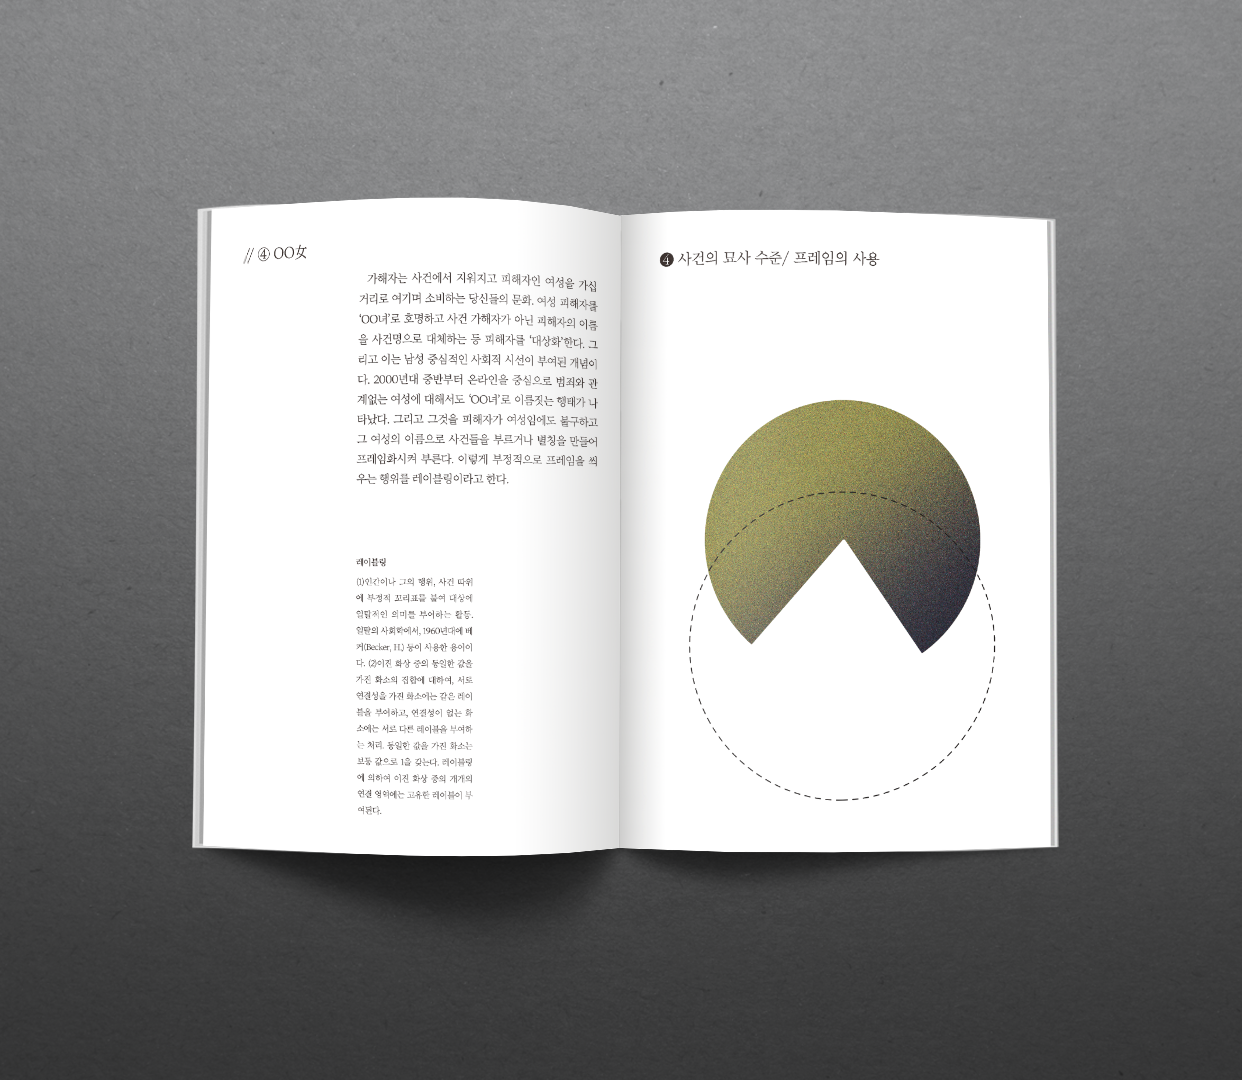 // ④ OO女
가해자는 사건에서 지워지고 피해자인 여성을 가십
거리로 여기며 소비하는 당신들의 문화. 여성 피해자를
‘OO녀’로 호명하고 사건 가해자가 아닌 피해자의 이름
을 사건명으로 대체하는 등 피해자를 ‘대상화’한다. 그
리고 이는 남성 중심적인 사회적 시선이 부여된 개념이
다. 2000년대 중반부터 온라인을 중심으로 범죄와 관
계없는 여성에 대해서도 ‘OO녀’로 이름짓는 행태가 나
타났다. 그리고 그것을 피해자가 여성임에도 불구하고
그 여성의 이름으로 사건들을 부르거나 별칭을 만들어
프레임화시켜 부른다. 이렇게 부정적으로 프레임을 씌
우는 행위를 레이블링이라고 한다.
레이블링
(1)인간이나 그의 행위, 사건 따위
에 부정적 꼬리표를 붙여 대상에
일탈적인 의미를 부여하는 활동.
일탈의 사회학에서, 1960년대에 베
커(Becker, H.) 등이 사용한 용어이
다. (2)이진 화상 중의 동일한 값을
가진 화소의 집합에 대하여, 서로
연결성을 가진 화소에는 같은 레이
블을 부여하고, 연결성이 없는 화
소에는 서로 다른 레이블을 부여하
는 처리. 동일한 값을 가진 화소는
보통 값으로 1을 갖는다. 레이블링
에 의하여 이진 화상 중의 개개의
연결 영역에는 고유한 레이블이 부
여된다.
❹ 사건의 묘사 수준/ 프레임의 사용